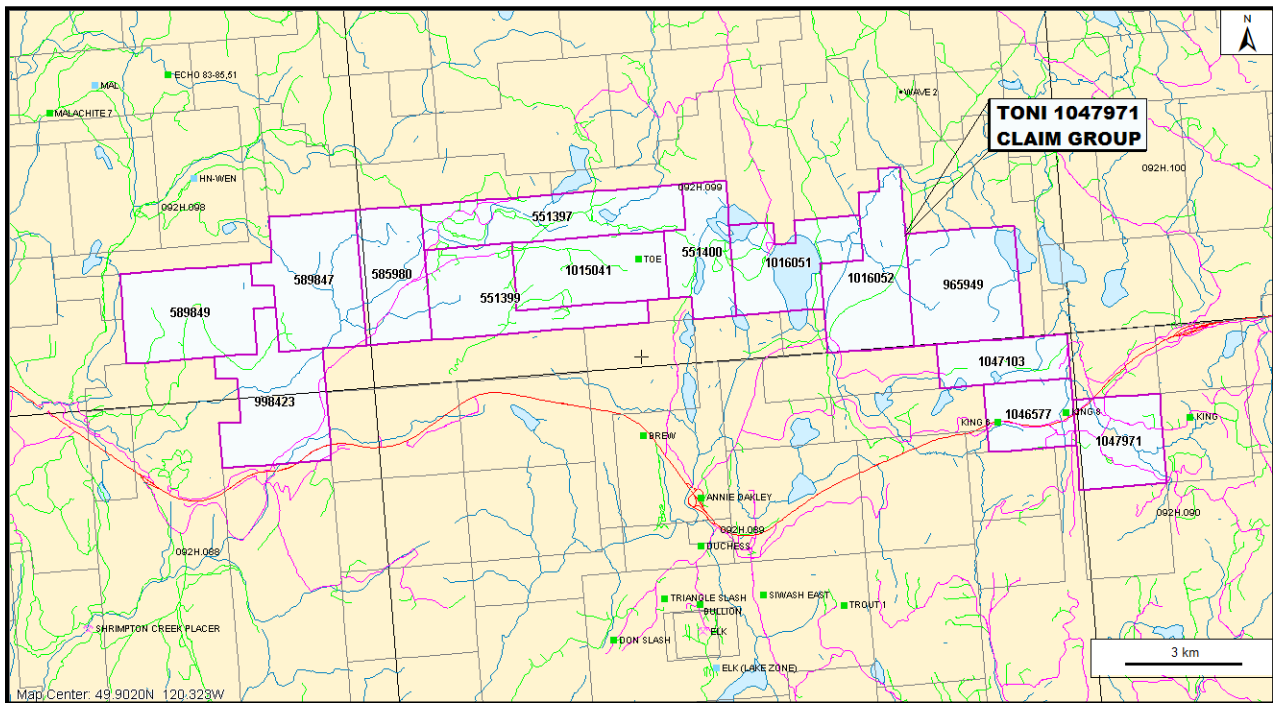 N
ECHO 83-85,51
MAL
WAVE 2
MALACHITE 7
TONI 1047971
CLAIM GROUP
092H.100
HN-WEN
092H.099
092H.098
551397
589847
585980
551400
1016051
TOE
1015041
1016052
965949
551399
589849
1047103
998423
KING 8
KING 8
KING
1046577
BREW
1047971
ANNIE OAKLEY
092H.090
092H.089
092H.088
DUCHESS
TRIANGLE SLASH
SIWASH EAST
BULLION
TROUT 1
SHRIMPTON CREEK PLACER
ELK
DON SLASH
3 km
ELK (LAKE ZONE)
Map Center: 49.9020N 120.323W